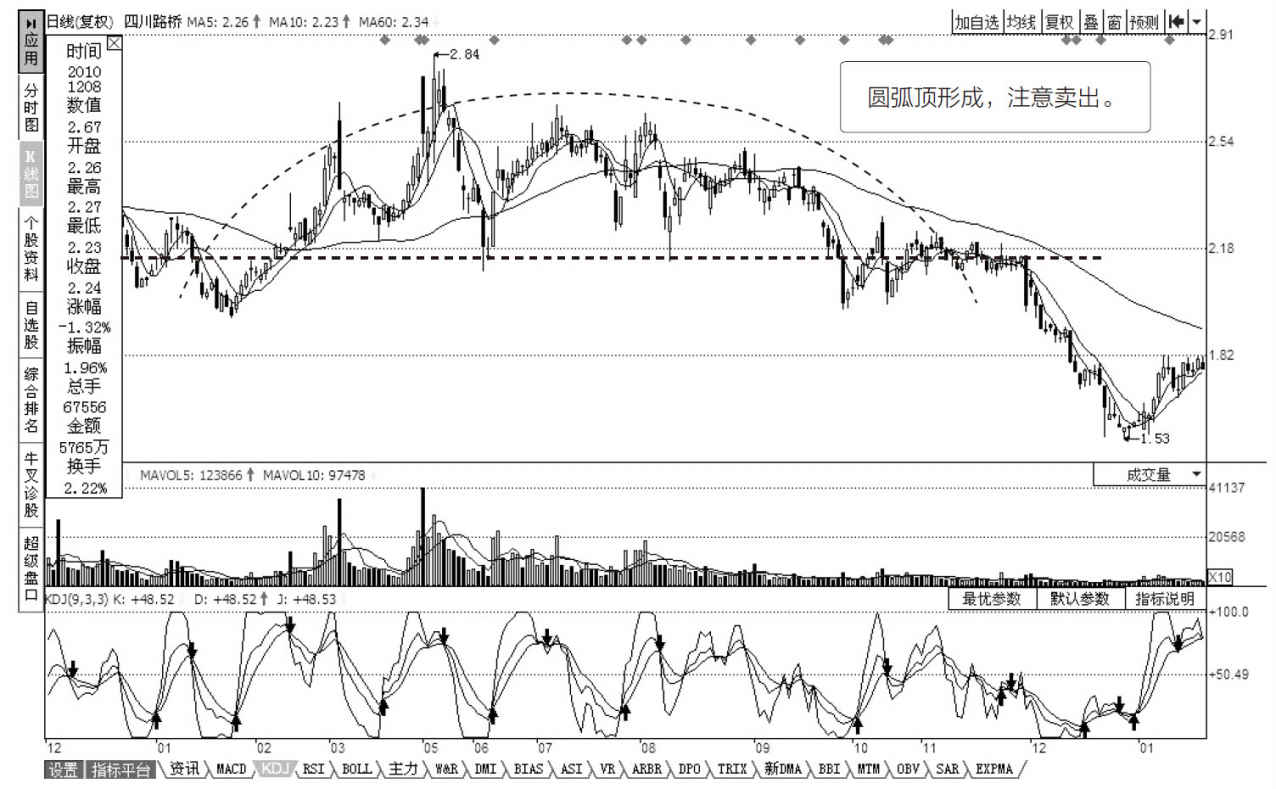 日线(复权) 四川路桥 MA5: 2.26 MA10: 2.23 MA60: 2.34
加自选 均线 复权 叠 窗 预测
应用
分时图
K线图
个股资料
自选股
综合排名
牛叉诊股
超级盘口
时间
2010
1208
数值
2.67
开盘
2.26
最高
2.27
最低
2.23
收盘
2.24
涨幅
-1.32%
振幅
1.96%
总手
67556
金额
5765万
换手
2.22%
2.84
圆弧顶形成，注意卖出。
1.53
2.91
2.54
2.18
1.82
MAVOL5: 123866 MAVOL10: 97478
成交量
41137
20568
X10
KDJ(9,3,3) K: +48.52 D: +48.52 J: +48.53
最优参数 默认参数 指标说明
+100.0
+50.49
12 01 02 03 05 06 07 08 09 10 11 12 01
设置 指标平台 资讯 MACD KDJ RSI BOLL 主力 W&R DMI BIAS ASI VR ARBR DPO TRIX 新DMA BBI MTM OBV SAR EXPMA